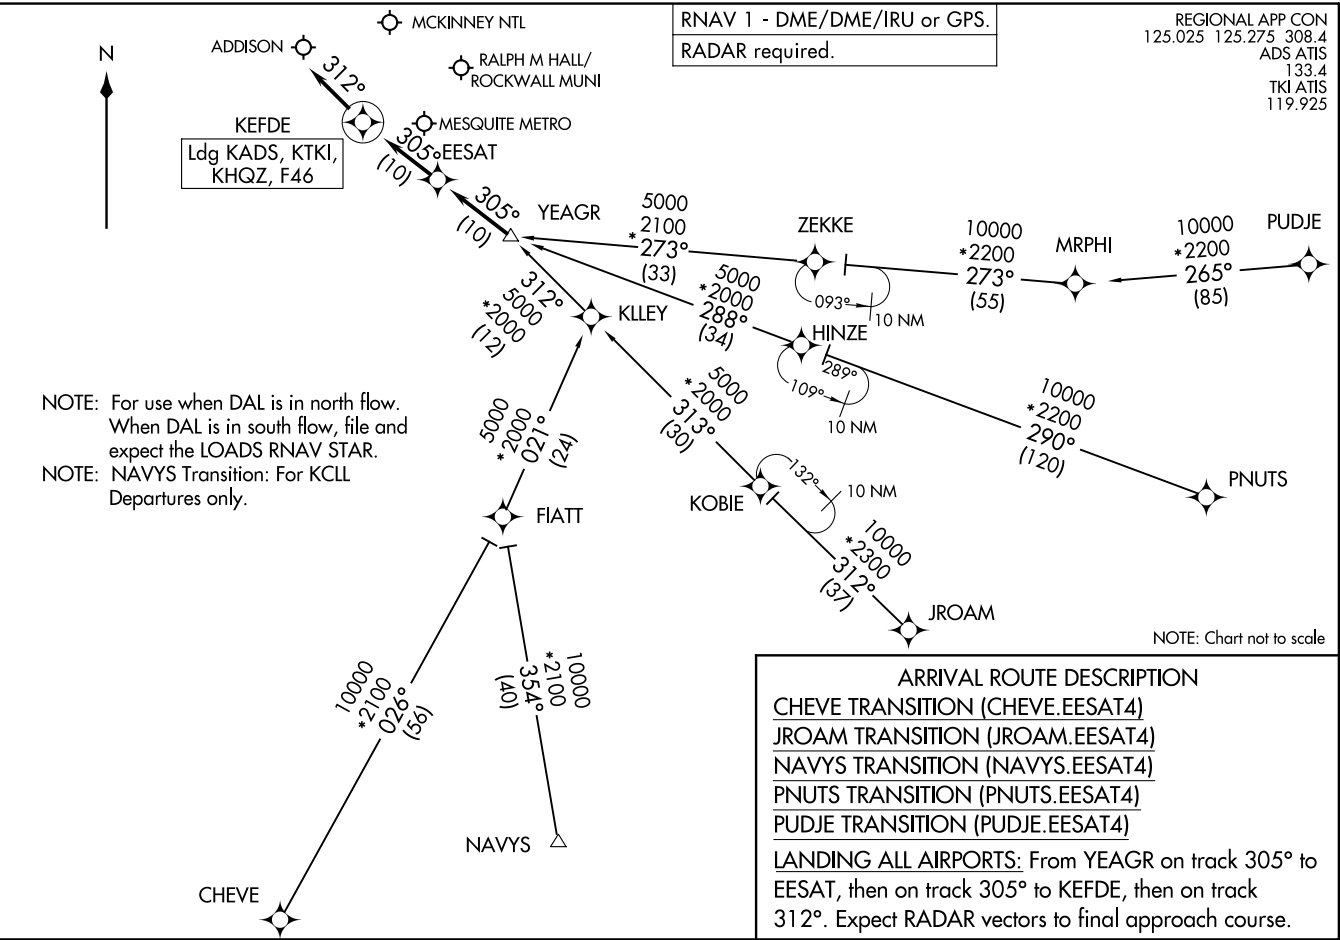 RNAV 1 - DME/DME/IRU or GPS.
RADAR required.
REGIONAL APP CON
125.025 125.275 308.4
ADS ATIS
133.4
TKI ATIS
119.925
MCKINNEY NTL
ADDISON
RALPH M HALL/
ROCKWALL MUNI
N
312°
KEFDE
Ldg KADS, KTKI,
KHQZ, F46
MESQUITE METRO
305°
(10)
EESAT
305°
(10)
YEAGR
5000
*2100
273°
(33)
ZEKKE
093°
10 NM
10000
*2200
273°
(55)
MRPHI
10000
*2200
265°
(85)
PUDJE
312°
5000
*2000
(12)
KLLEY
5000
*2000
288°
(34)
HINZE
289°
109°
10 NM
10000
*2200
290°
(120)
PNUTS
NOTE: For use when DAL is in north flow.
When DAL is in south flow, file and
expect the LOADS RNAV STAR.
NOTE: NAVYS Transition: For KCLL
Departures only.
5000
*2000
021°
(24)
5000
*2000
313°
(30)
KOBIE
132°
10 NM
FIATT
10000
*2300
312°
(37)
JROAM
10000
*2100
026°
(56)
10000
*2100
354°
(40)
NAVYS
CHEVE
NOTE: Chart not to scale
ARRIVAL ROUTE DESCRIPTION
CHEVE TRANSITION (CHEVE.EESAT4)
JROAM TRANSITION (JROAM.EESAT4)
NAVYS TRANSITION (NAVYS.EESAT4)
PNUTS TRANSITION (PNUTS.EESAT4)
PUDJE TRANSITION (PUDJE.EESAT4)
LANDING ALL AIRPORTS: From YEAGR on track 305° to
EESAT, then on track 305° to KEFDE, then on track
312°. Expect RADAR vectors to final approach course.